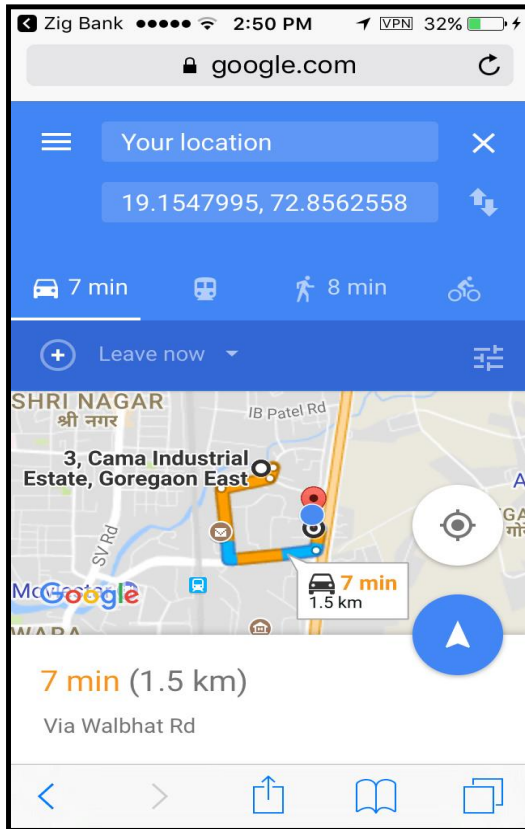 Zig Bank 2:50 PM VPN 32%
google.com
Your location
19.1547995, 72.8562558
7 min 8 min
Leave now
SHRI NAGAR
श्री नगर
IB Patel Rd
3, Cama Industrial
Estate, Goregaon East
SV Rd
Google
7 min
1.5 km
7 min (1.5 km)
Via Walbhat Rd